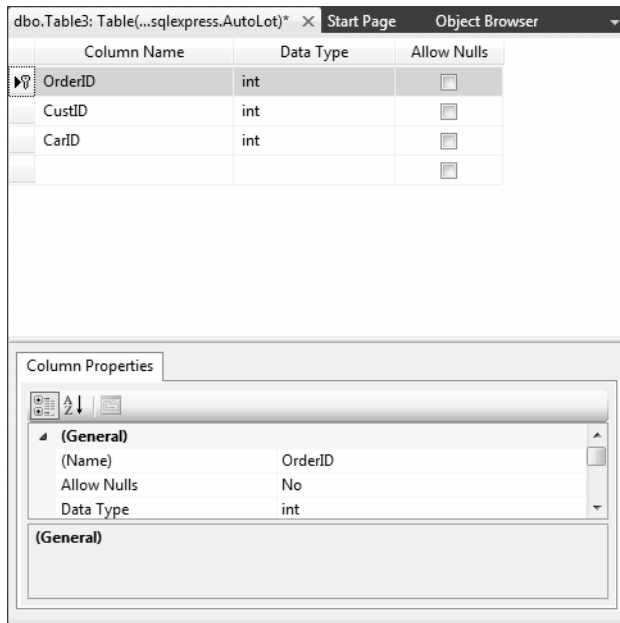 dbo.Table3: Table(...sqlexpress.AutoLot)* Start Page Object Browser
Column Name Data Type Allow Nulls
OrderID int
CustID int
CarID int
Column Properties
(General)
(Name) OrderID
Allow Nulls No
Data Type int
(General)